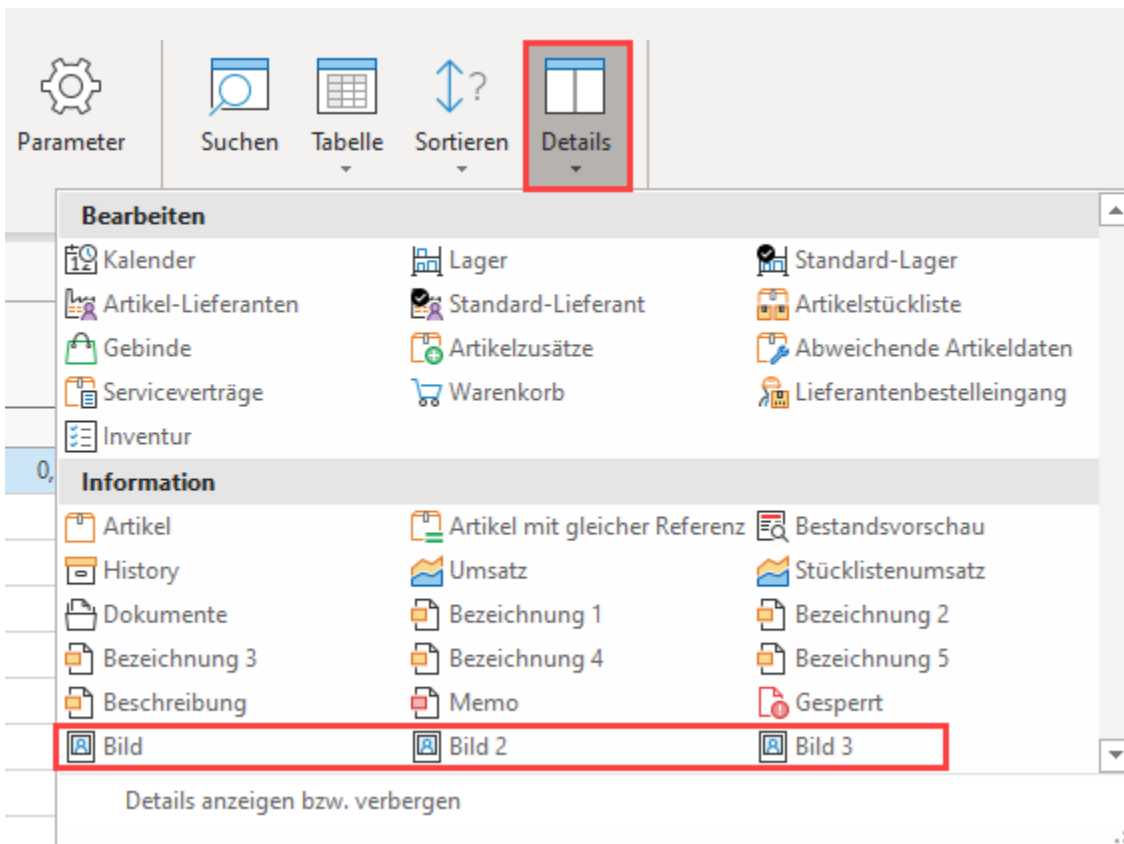 Parameter Suchen Tabelle Sortieren Details
Bearbeiten
Kalender Lager Standard-Lager
Artikel-Lieferanten Standard-Lieferant Artikelstückliste
Gebinde Artikelzusätze Abweichende Artikeldaten
Serviceverträge Warenkorb Lieferantenbestelleingang
Inventur
0,
Information
Artikel Artikel mit gleicher Referenz Bestandsvorschau
History Umsatz Stücklistenumsatz
Dokumente Bezeichnung 1 Bezeichnung 2
Bezeichnung 3 Bezeichnung 4 Bezeichnung 5
Beschreibung Memo Gesperrt
Bild Bild 2 Bild 3
Details anzeigen bzw. verbergen